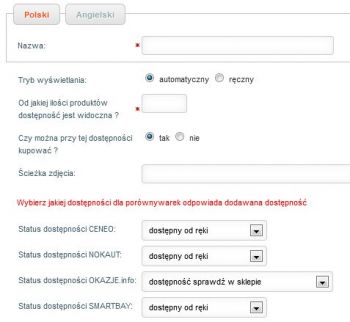 Polski Angielski
Nazwa: *
Tryb wyświetlania: automatyczny ręczny
Od jakiej ilości produktów
dostępność jest widoczna ? *
Czy można przy tej dostępności tak nie
kupować ?
Ścieżka zdjęcia:
Wybierz jakiej dostępności dla porównywarek odpowiada dodawana dostępność
Status dostępności CENEO: dostępny od ręki
Status dostępności NOKAUT: dostępny od ręki
Status dostępności OKAZJE.info: dostępność sprawdź w sklepie
Status dostępności SMARTBAY: dostępny od ręki